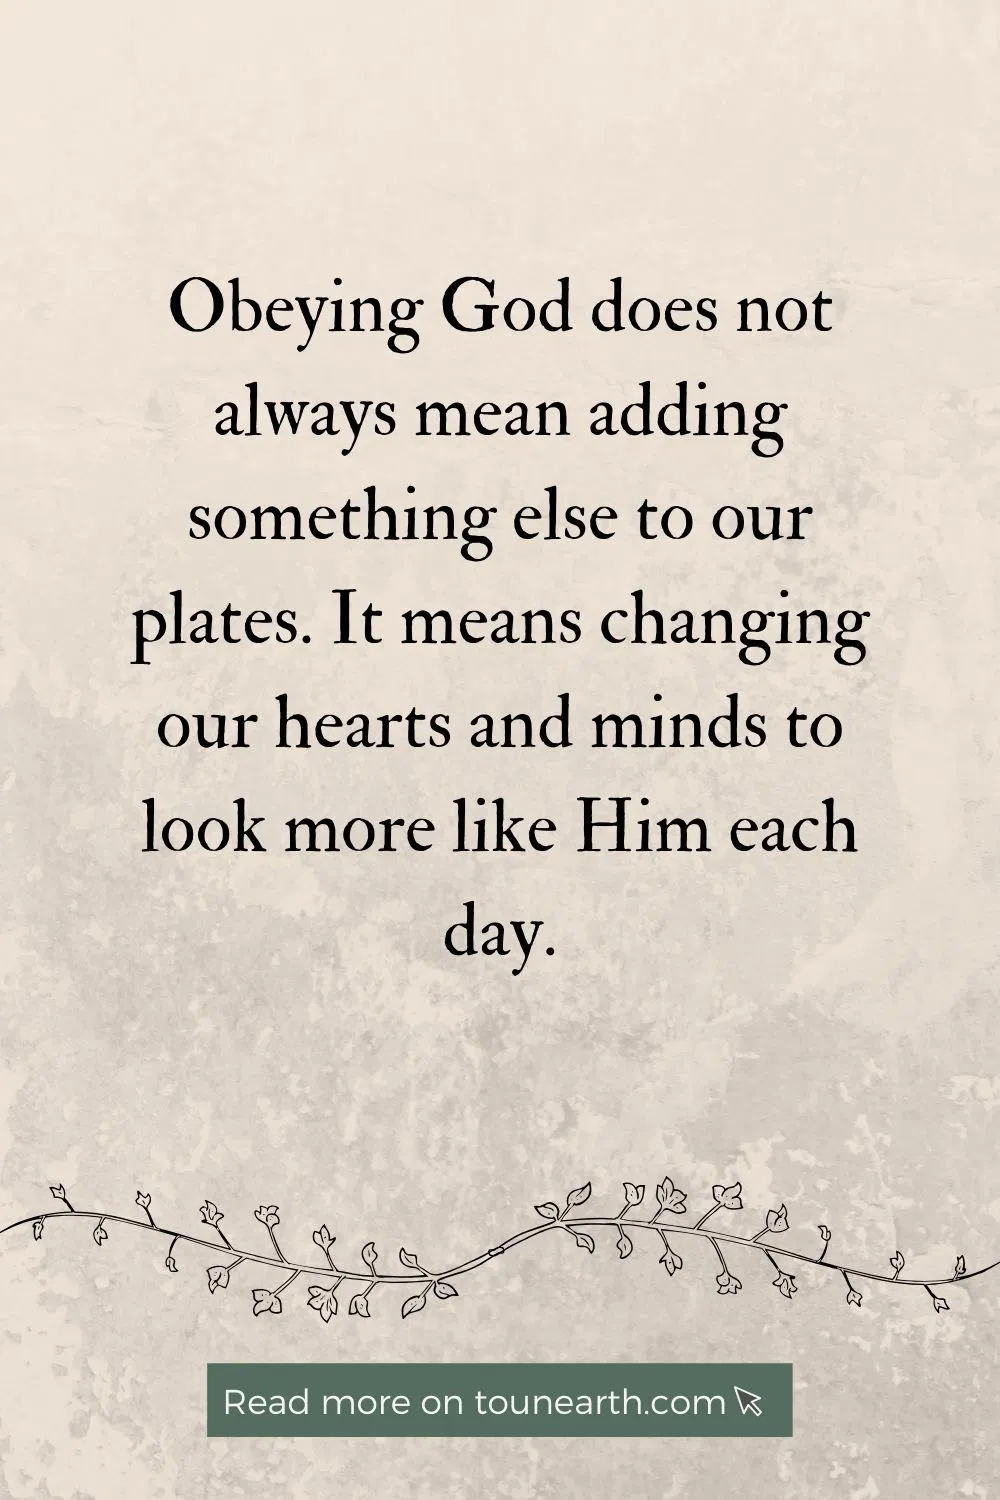 Obeying God does not
always mean adding
something else to our
plates. It means changing
our hearts and minds to
look more like Him each
day.
Read more on tounearth.com